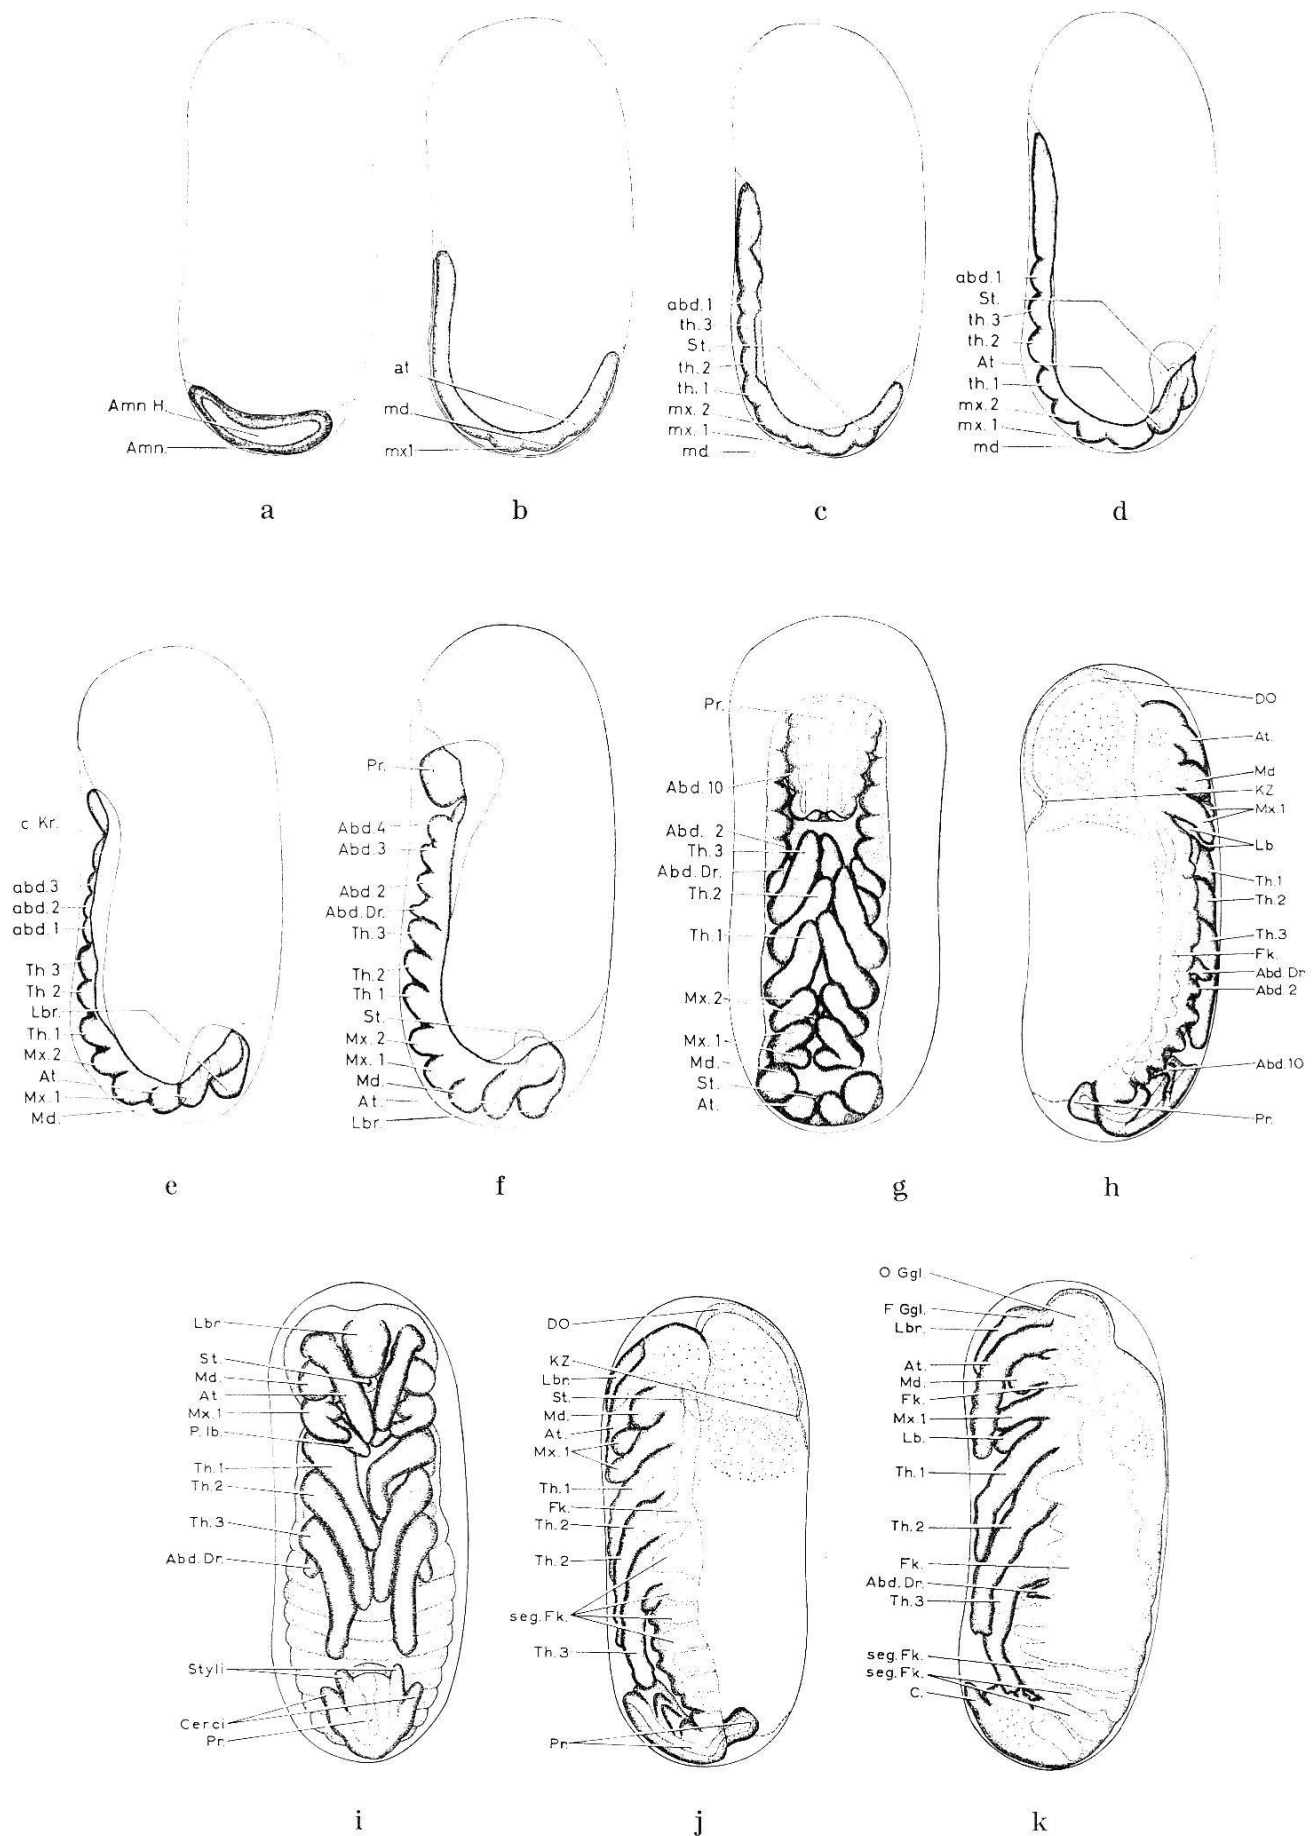 Amn H.
Amn.
a
at
md.
mx1
b
abd.1
th.3
St.
th.2
th.1
mx. 2
mx. 1
md
c
abd.1
St.
th.3
th.2
At
th.1
mx.2
mx. 1
md
d
c Kr.
abd.3
abd.2
abd.1
Th 3
Th 2
Lbr.
Th.1
Mx.2
At.
Mx.1
Md.
e
Pr.
Abd.4
Abd.3
Abd.2
Abd.Dr.
Th.3
Th.2
Th 1
St.
Mx. 2
Mx. 1
Md.
At.
Lbr.
f
Pr.
Abd.10
Abd. 2
Th.3
Abd.Dr.
Th.2
Th.1
Mx.2
Mx.1
Md.
St.
At.
g
DO
At.
Md
KZ
Mx.1
Lb.
Th.1
Th.2
Th.3
Fk.
Abd.Dr
Abd.2
Abd.10
Pr.
h
Lbr
St.
Md.
At.
Mx.1
P.lb.
Th.1
Th.2
Th.3
Abd.Dr.
Styli
Cerci
Pr.
i
DO
KZ
Lbr.
St.
Md.
At.
Mx.1
Th.1
Fk.
Th.2
Th.2
seg.Fk.
Th.3
Pr.
j
O Ggl.
F Ggl.
Lbr.
At.
Md.
Fk.
Mx.1
Lb.
Th.1
Th.2
Fk.
Abd.Dr.
Th.3
seg.Fk.
seg.Fk.
C.
k